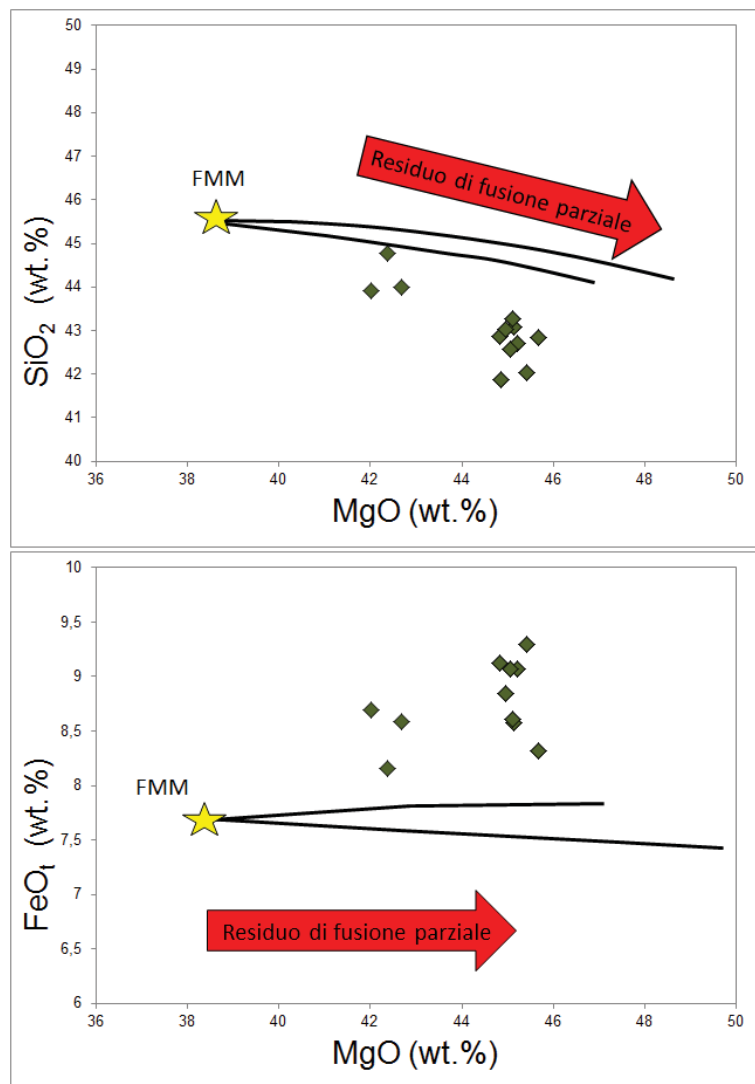 50
49
48
47
46
45
44
43
42
41
40
SiO2 (wt.%)
FMM
Residuo di fusione parziale
36 38 40 42 44 46 48 50
MgO (wt.%)
10
9,5
9
8,5
8
7,5
7
6,5
6
FeOt (wt.%)
FMM
Residuo di fusione parziale
36 38 40 42 44 46 48 50
MgO (wt.%)